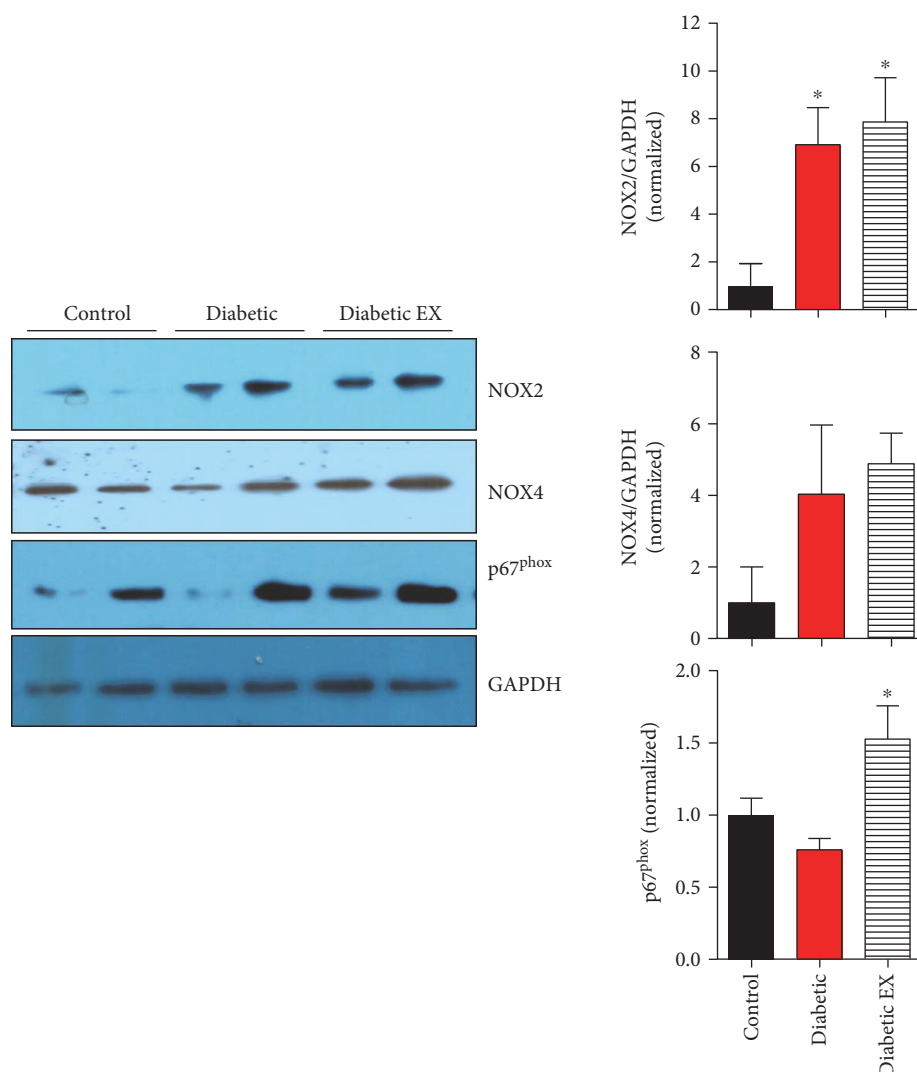 Control Diabetic Diabetic EX
NOX2
NOX4
p67phox
GAPDH
NOX2/GAPDH
(normalized)
12
10
8
6
4
2
0
*
*
NOX4/GAPDH
(normalized)
8
6
4
2
0
p67phox (normalized)
2.0
1.5
1.0
0.5
0.0
*
Control
Diabetic
Diabetic EX